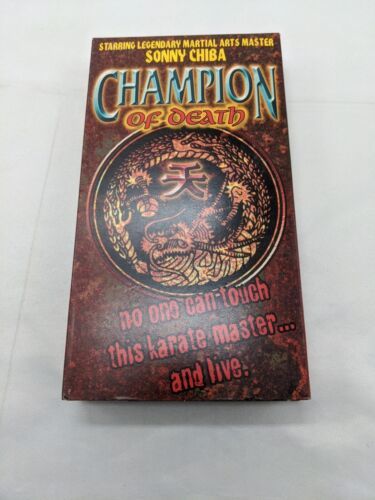 STARRING LEGENDARY MARTIAL ARTS MASTER
SONNY CHIBA
CHAMPION
OF DEATH
no one can touch
this karate master...
and live.